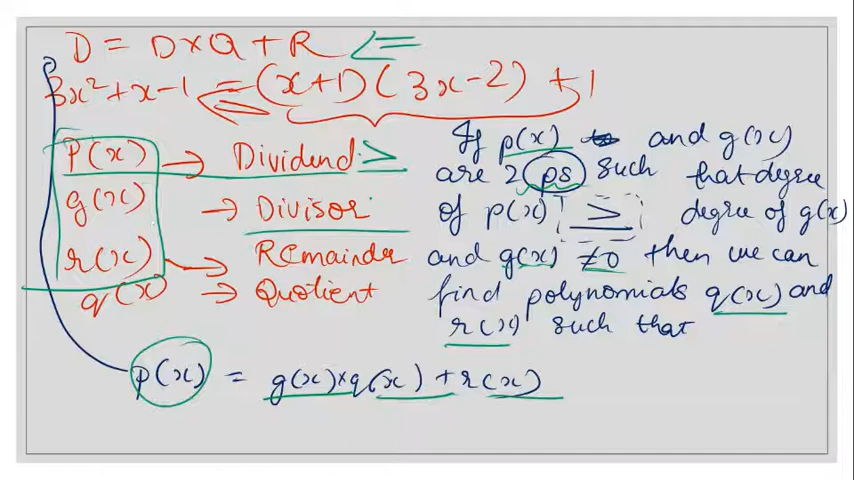 D = D×Q + R <=
3x² + x - 1 = (x+1)(3x-2) + 1
P(x) → Dividend ≥
g(x) → Divisor
r(x) → Remainder
q(x) → Quotient
If p(x) and g(x)
are 2 ps such that degree
of p(x) ≥ degree of g(x)
and g(x) ≠ 0 then we can
find polynomials q(x) and
r(x) such that
p(x) = g(x)×q(x) + r(x)